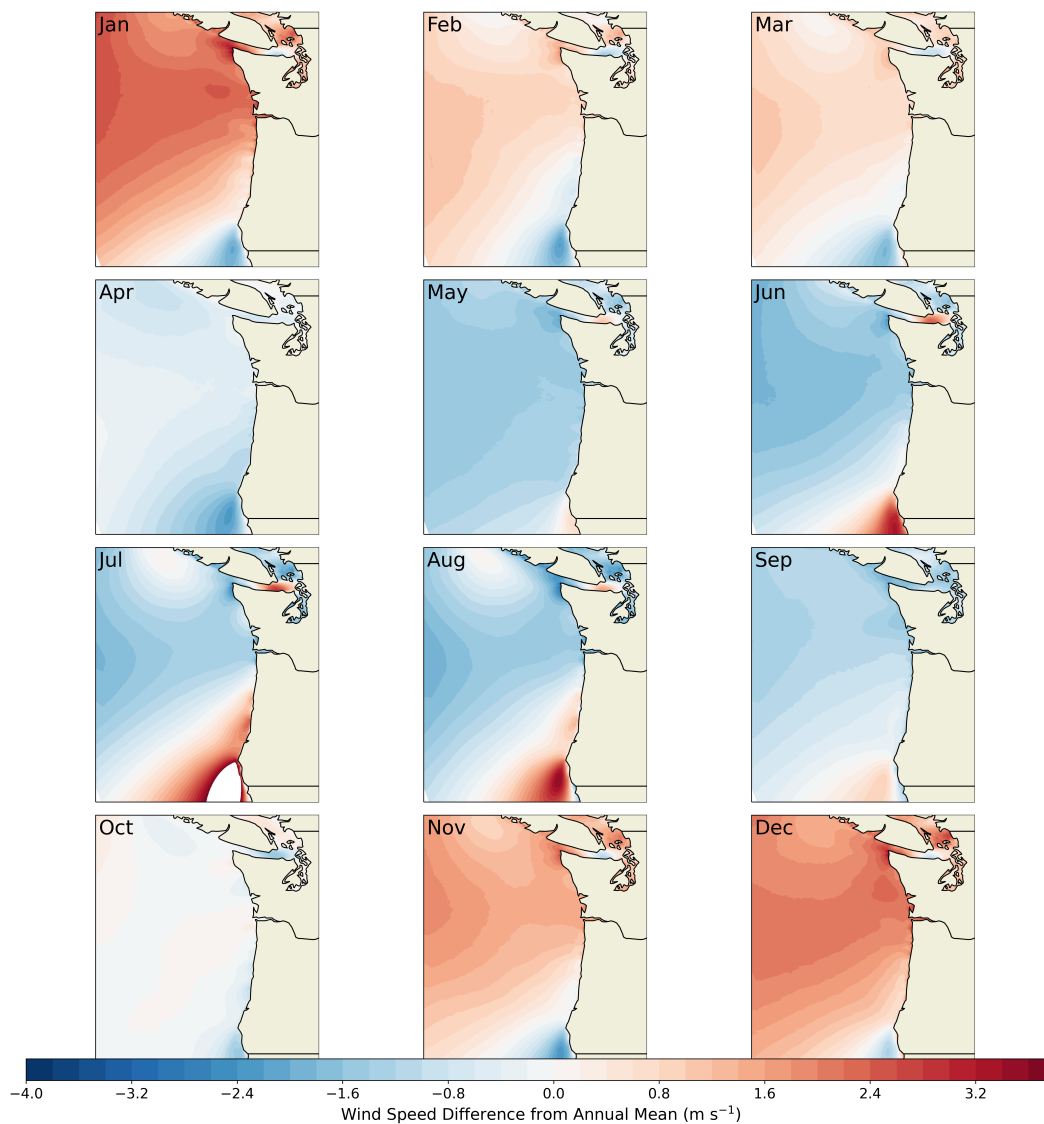 Jan
Feb
Mar
Apr
May
Jun
Jul
Aug
Sep
Oct
Nov
Dec
−4.0 −3.2 −2.4 −1.6 −0.8 0.0 0.8 1.6 2.4 3.2
Wind Speed Difference from Annual Mean (m s⁻¹)